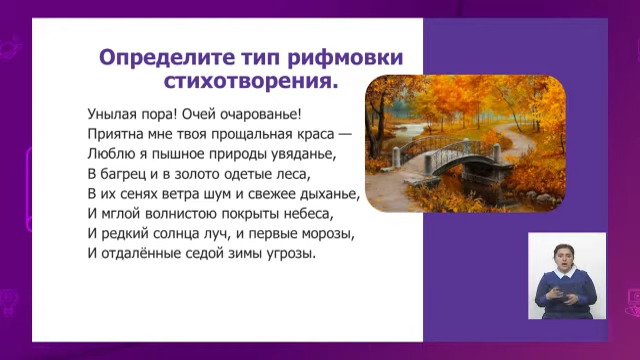 Определите тип рифмовки
стихотворения.
Унылая пора! Очей очарованье!
Приятна мне твоя прощальная краса —
Люблю я пышное природы увяданье,
В багрец и в золото одетые леса,
В их сенях ветра шум и свежее дыханье,
И мглой волнистою покрыты небеса,
И редкий солнца луч, и первые морозы,
И отдалённые седой зимы угрозы.